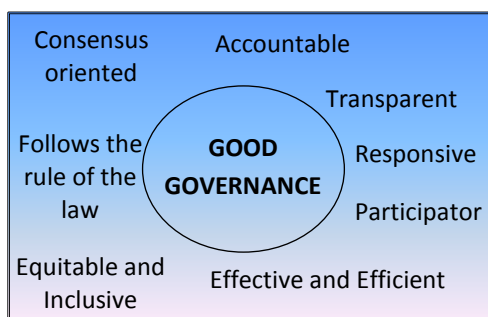 Consensus
oriented
Accountable
Transparent
Follows the
rule of the
law
GOOD
GOVERNANCE
Responsive
Participator
Equitable and
Inclusive
Effective and Efficient